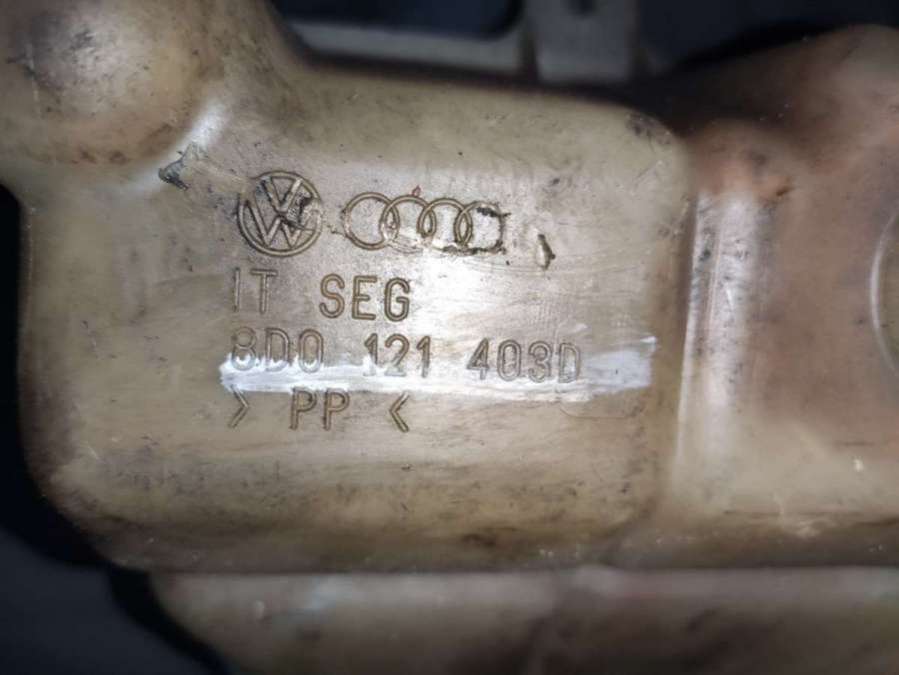 IT SEG
8D0 121 403D
> PP <